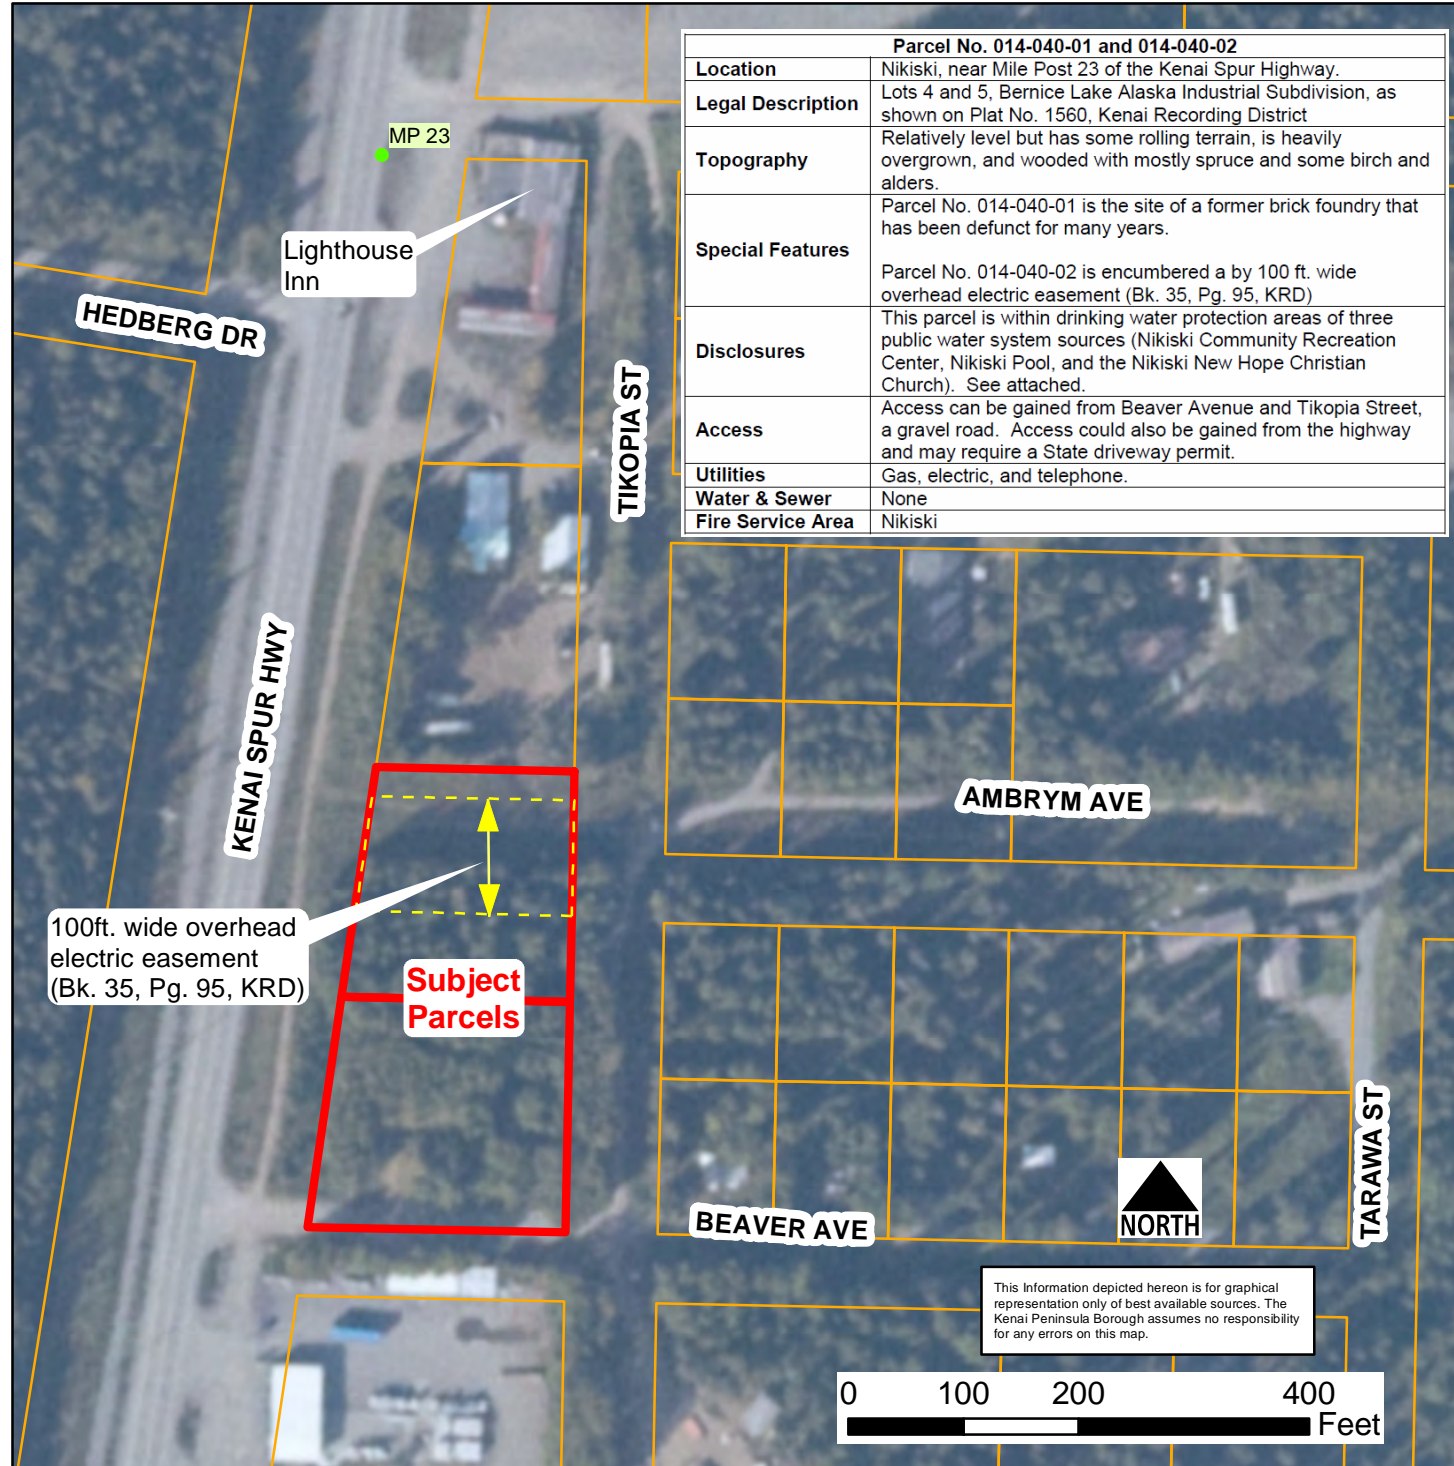 Parcel No. 014-040-01 and 014-040-02
Location Nikiski, near Mile Post 23 of the Kenai Spur Highway.
Legal Description Lots 4 and 5, Bernice Lake Alaska Industrial Subdivision, as
shown on Plat No. 1560, Kenai Recording District
Topography Relatively level but has some rolling terrain, is heavily
overgrown, and wooded with mostly spruce and some birch and
alders.
Special Features Parcel No. 014-040-01 is the site of a former brick foundry that
has been defunct for many years.
Parcel No. 014-040-02 is encumbered a by 100 ft. wide
overhead electric easement (Bk. 35, Pg. 95, KRD)
Disclosures This parcel is within drinking water protection areas of three
public water system sources (Nikiski Community Recreation
Center, Nikiski Pool, and the Nikiski New Hope Christian
Church). See attached.
Access Access can be gained from Beaver Avenue and Tikopia Street,
a gravel road. Access could also be gained from the highway
and may require a State driveway permit.
Utilities Gas, electric, and telephone.
Water & Sewer None
Fire Service Area Nikiski
MP 23
Lighthouse
Inn
HEDBERG DR
TIKOPIA ST
KENAI SPUR HWY
AMBRYM AVE
100ft. wide overhead
electric easement
(Bk. 35, Pg. 95, KRD)
Subject
Parcels
TARAWA ST
BEAVER AVE
NORTH
This Information depicted hereon is for graphical
representation only of best available sources. The
Kenai Peninsula Borough assumes no responsibility
for any errors on this map.
0 100 200 400
Feet